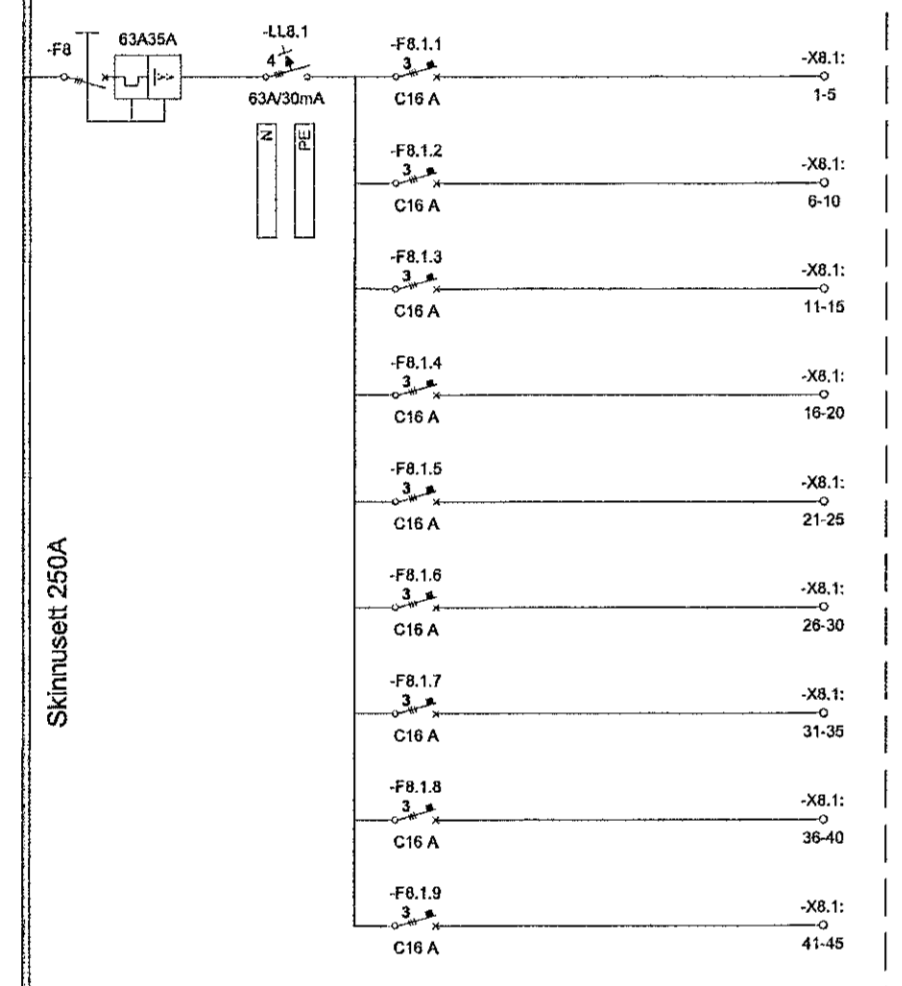 -F8
63A35A
-LL8.1
4
63A/30mA
N
PE
-F8.1.1
3
C16 A
-X8.1:
1-5
-F8.1.2
3
C16 A
-X8.1:
6-10
-F8.1.3
3
C16 A
-X8.1:
11-15
-F8.1.4
3
C16 A
-X8.1:
16-20
-F8.1.5
3
C16 A
-X8.1:
21-25
-F8.1.6
3
C16 A
-X8.1:
26-30
-F8.1.7
3
C16 A
-X8.1:
31-35
-F8.1.8
3
C16 A
-X8.1:
36-40
-F8.1.9
3
C16 A
-X8.1:
41-45
Skinnusett 250A